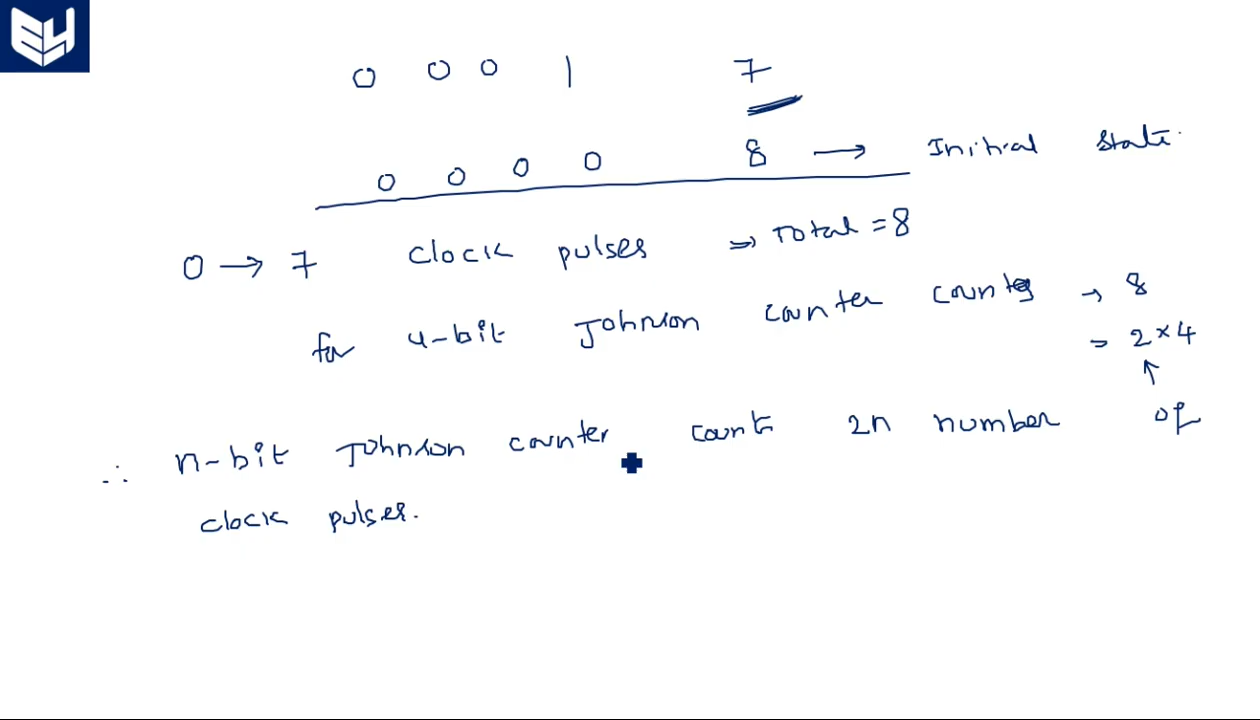 0 0 0 1 7
0 0 0 0 8 → Initial state.
0 → 7 clock pulses => Total = 8
for 4-bit Johnson counter counts → 8
= 2 × 4
↑
∴ n-bit Johnson counter counts 2n number of
clock pulses.